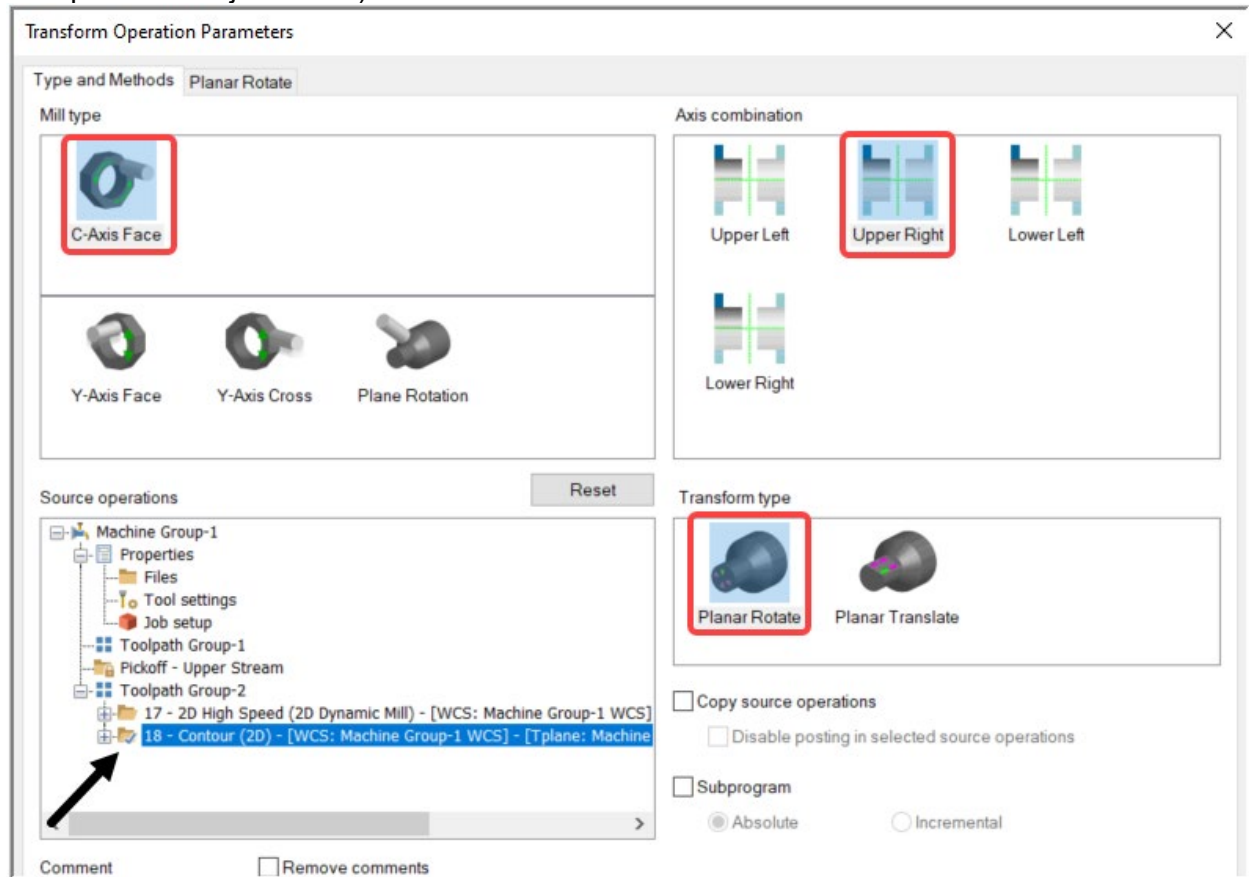 Transform Operation Parameters
Type and Methods
Planar Rotate
Mill type
C-Axis Face
Y-Axis Face
Y-Axis Cross
Plane Rotation
Axis combination
Upper Left
Upper Right
Lower Left
Lower Right
Source operations
Reset
Machine Group-1
Properties
Files
Tool settings
Job setup
Toolpath Group-1
Pickoff - Upper Stream
Toolpath Group-2
17 - 2D High Speed (2D Dynamic Mill) - [WCS: Machine Group-1 WCS]
18 - Contour (2D) - [WCS: Machine Group-1 WCS] - [Tplane: Machine
Transform type
Planar Rotate
Planar Translate
Copy source operations
Disable posting in selected source operations
Subprogram
Absolute
Incremental
Comment
Remove comments